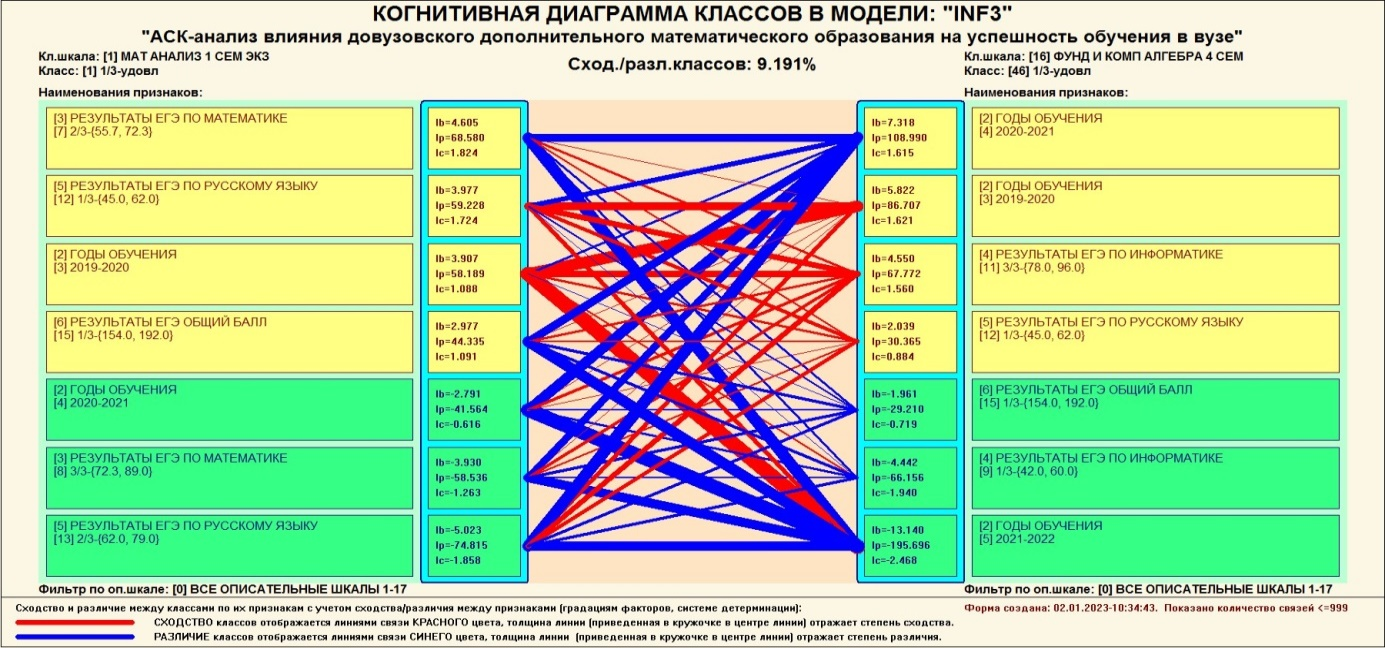 КОГНИТИВНАЯ ДИАГРАММА КЛАССОВ В МОДЕЛИ: "INF3"
"АСК-анализ влияния довузовского дополнительного математического образования на успешность обучения в вузе"
Кл.шкала: [1] МАТ АНАЛИЗ 1 СЕМ ЭКЗ
Класс: [1] 1/3-удовл
Сход./разл.классов: 9.191%
Кл.шкала: [16] ФУНД И КОМП АЛГЕБРА 4 СЕМ
Класс: [46] 1/3-удовл
Наименования признаков:
Наименования признаков:
[3] РЕЗУЛЬТАТЫ ЕГЭ ПО МАТЕМАТИКЕ
[7] 2/3-{55.7, 72.3}
Ib=4.605
Ip=68.580
Ic=1.824
Ib=7.318
Ip=108.990
Ic=1.615
[2] ГОДЫ ОБУЧЕНИЯ
[4] 2020-2021
[5] РЕЗУЛЬТАТЫ ЕГЭ ПО РУССКОМУ ЯЗЫКУ
[12] 1/3-{45.0, 62.0}
Ib=3.977
Ip=59.228
Ic=1.724
Ib=5.822
Ip=86.707
Ic=1.621
[2] ГОДЫ ОБУЧЕНИЯ
[3] 2019-2020
[2] ГОДЫ ОБУЧЕНИЯ
[3] 2019-2020
Ib=3.907
Ip=58.189
Ic=1.088
Ib=4.550
Ip=67.772
Ic=1.560
[4] РЕЗУЛЬТАТЫ ЕГЭ ПО ИНФОРМАТИКЕ
[11] 3/3-{78.0, 96.0}
[6] РЕЗУЛЬТАТЫ ЕГЭ ОБЩИЙ БАЛЛ
[15] 1/3-{154.0, 192.0}
Ib=2.977
Ip=44.335
Ic=1.091
Ib=2.039
Ip=30.365
Ic=0.884
[5] РЕЗУЛЬТАТЫ ЕГЭ ПО РУССКОМУ ЯЗЫКУ
[12] 1/3-{45.0, 62.0}
[2] ГОДЫ ОБУЧЕНИЯ
[4] 2020-2021
Ib=-2.791
Ip=-41.564
Ic=-0.616
Ib=-1.961
Ip=-29.210
Ic=-0.719
[6] РЕЗУЛЬТАТЫ ЕГЭ ОБЩИЙ БАЛЛ
[15] 1/3-{154.0, 192.0}
[3] РЕЗУЛЬТАТЫ ЕГЭ ПО МАТЕМАТИКЕ
[8] 3/3-{72.3, 89.0}
Ib=-3.930
Ip=-58.536
Ic=-1.263
Ib=-4.442
Ip=-66.156
Ic=-1.940
[4] РЕЗУЛЬТАТЫ ЕГЭ ПО ИНФОРМАТИКЕ
[9] 1/3-{42.0, 60.0}
[5] РЕЗУЛЬТАТЫ ЕГЭ ПО РУССКОМУ ЯЗЫКУ
[13] 2/3-{62.0, 79.0}
Ib=-5.023
Ip=-74.815
Ic=-1.858
Ib=-13.140
Ip=-195.696
Ic=-2.468
[2] ГОДЫ ОБУЧЕНИЯ
[5] 2021-2022
Фильтр по оп.шкале: [0] ВСЕ ОПИСАТЕЛЬНЫЕ ШКАЛЫ 1-17
Фильтр по оп.шкале: [0] ВСЕ ОПИСАТЕЛЬНЫЕ ШКАЛЫ 1-17
Сходство и различие между классами по их признакам с учетом сходства/различия между признаками (градациям факторов, системе детерминации):
Форма создана: 02.01.2023-10:34:43. Показано количество связей <=999
СХОДСТВО классов отображается линиями связи КРАСНОГО цвета, толщина линии (приведенная в кружочке в центре линии) отражает степень сходства.
РАЗЛИЧИЕ классов отображается линиями связи СИНЕГО цвета, толщина линии (приведенная в кружочке в центре линии) отражает степень различия.